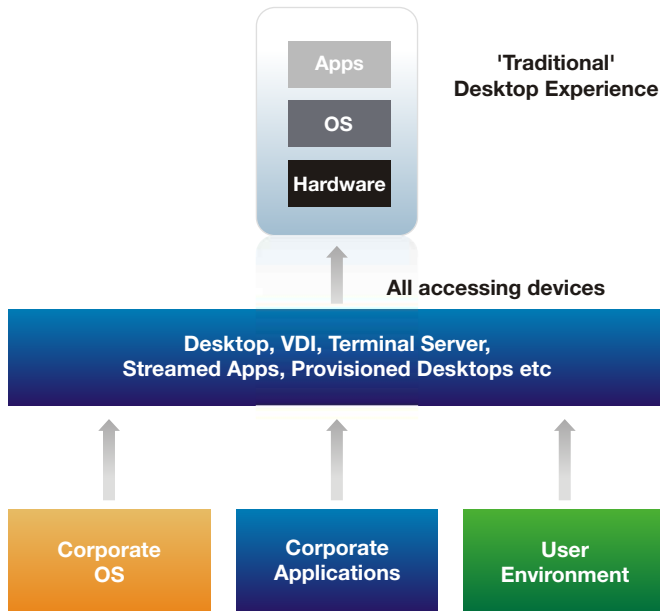 Apps
'Traditional'
Desktop Experience
OS
Hardware
All accessing devices
Desktop, VDI, Terminal Server,
Streamed Apps, Provisioned Desktops etc
Corporate
OS
Corporate
Applications
User
Environment